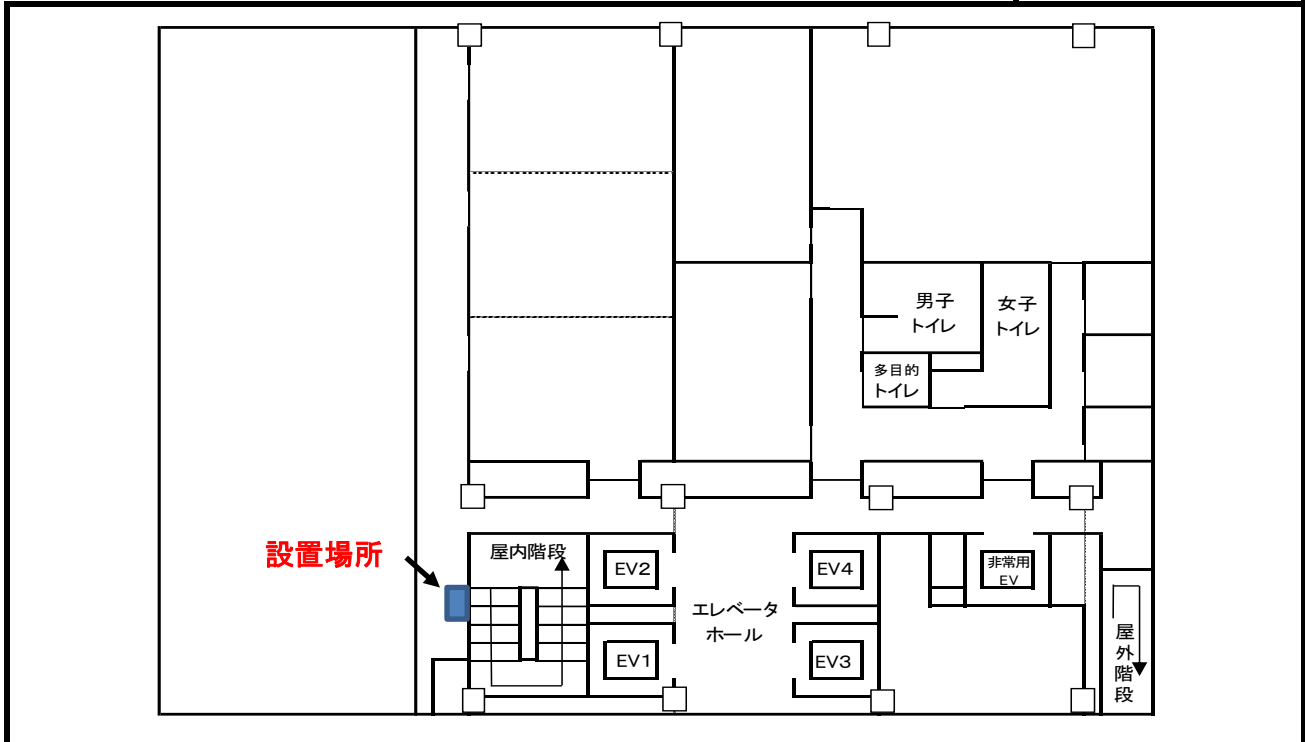 男子
トイレ
女子
トイレ
多目的
トイレ
設置場所
屋内階段
EV2
EV4
非常用
EV
エレベータ
ホール
EV1
EV3
屋外階段